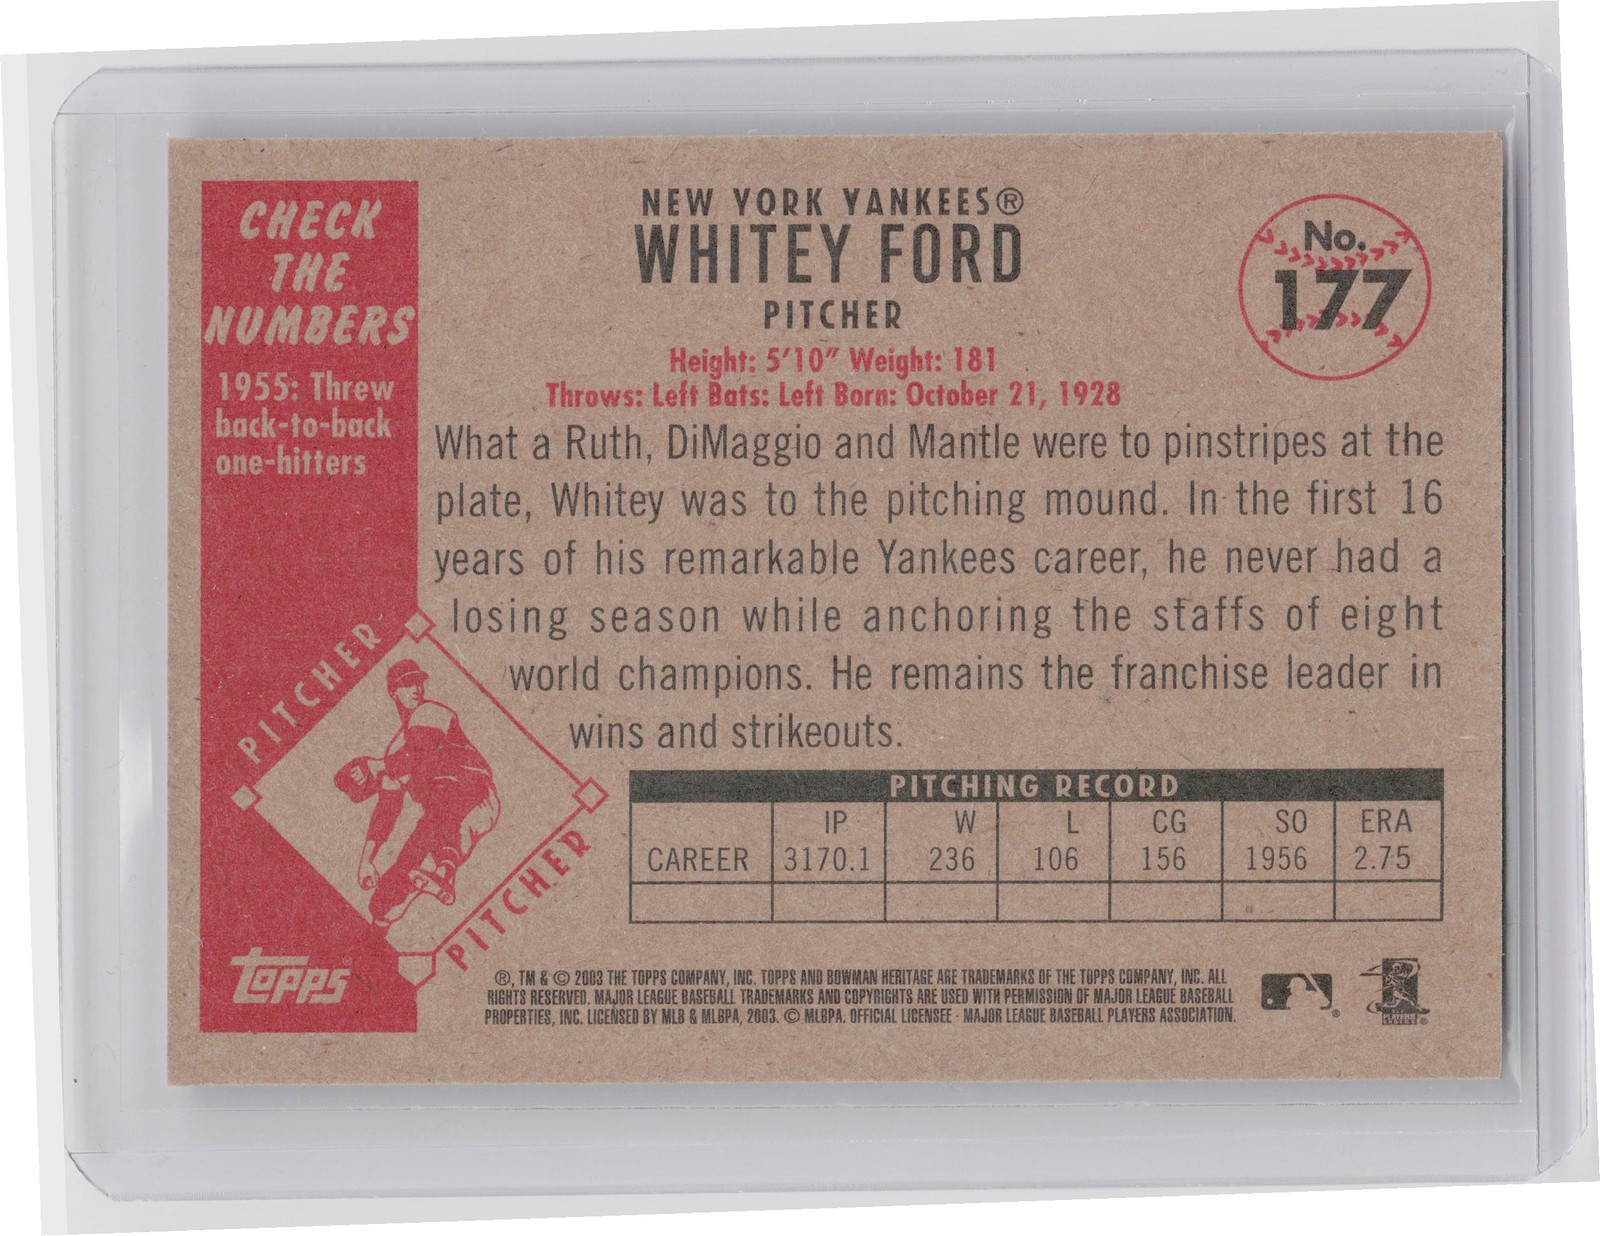 CHECK
THE
NUMBERS
1955: Threw
back-to-back
one-hitters
NEW YORK YANKEES®
WHITEY FORD
PITCHER
Height: 5'10" Weight: 181
Throws: Left Bats: Left Born: October 21, 1928
No.
177
What a Ruth, DiMaggio and Mantle were to pinstripes at the
plate, Whitey was to the pitching mound. In the first 16
years of his remarkable Yankees career, he never had a
losing season while anchoring the staffs of eight
world champions. He remains the franchise leader in
wins and strikeouts.
PITCHER
PITCHER
PITCHING RECORD
IP W L CG SO ERA
CAREER 3170.1 236 106 156 1956 2.75
topps®
®, TM & © 2003 THE TOPPS COMPANY, INC. TOPPS AND BOWMAN HERITAGE ARE TRADEMARKS OF THE TOPPS COMPANY, INC. ALL
RIGHTS RESERVED. MAJOR LEAGUE BASEBALL TRADEMARKS AND COPYRIGHTS ARE USED WITH PERMISSION OF MAJOR LEAGUE BASEBALL
PROPERTIES, INC. LICENSED BY MLB & MLBPA, 2003. © MLBPA. OFFICIAL LICENSEE - MAJOR LEAGUE BASEBALL PLAYERS ASSOCIATION.